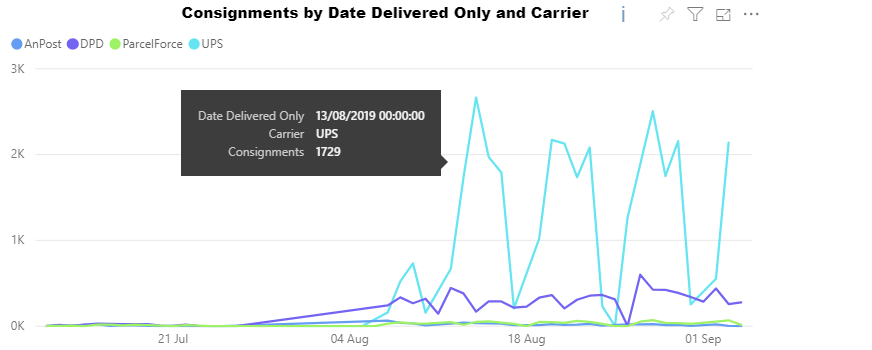 Consignments by Date Delivered Only and Carrier
AnPost DPD ParcelForce UPS
3K
Date Delivered Only 13/08/2019 00:00:00
Carrier UPS
Consignments 1729
2K
1K
0K
21 Jul 04 Aug 18 Aug 01 Sep